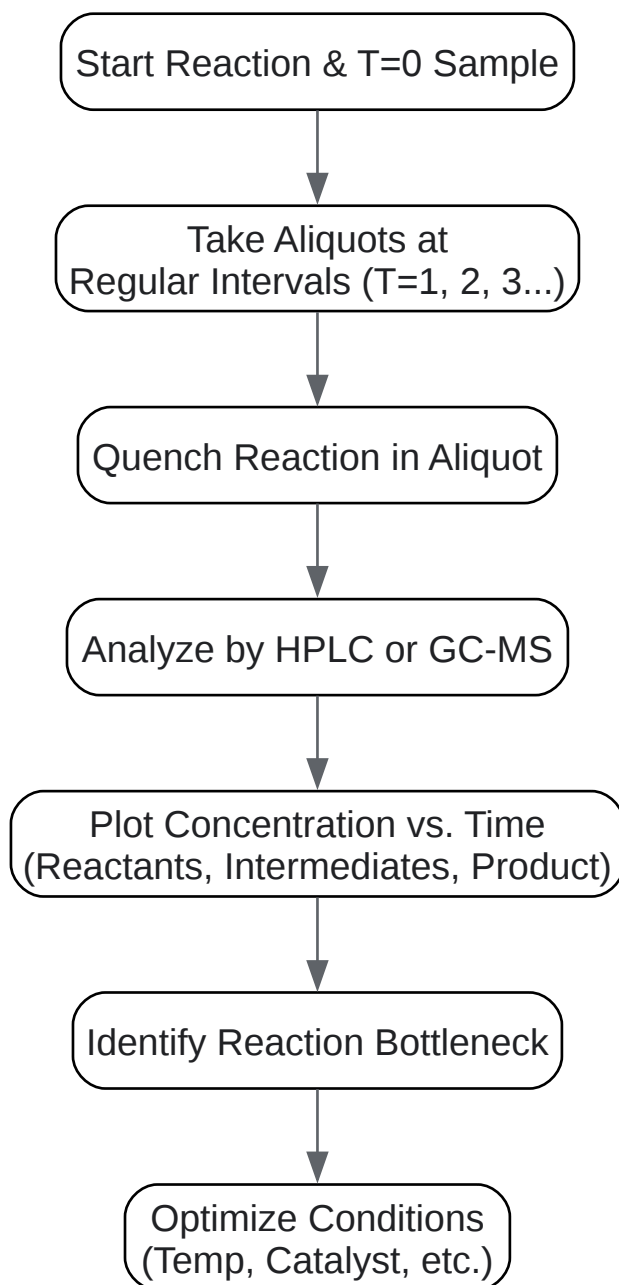 Start Reaction & T=0 Sample
Take Aliquots at
Regular Intervals (T=1, 2, 3...)
Quench Reaction in Aliquot
Analyze by HPLC or GC-MS
Plot Concentration vs. Time
(Reactants, Intermediates, Product)
Identify Reaction Bottleneck
Optimize Conditions
(Temp, Catalyst, etc.)